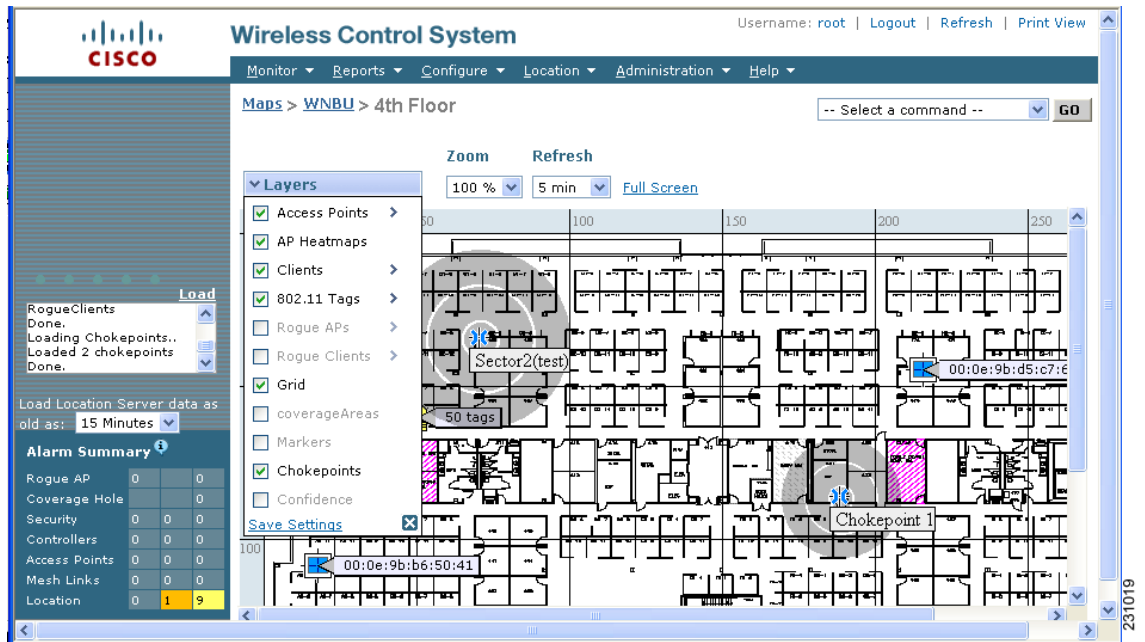 CISCO
Wireless Control System
Username: root | Logout | Refresh | Print View
Monitor Reports Configure Location Administration Help
Maps > WNBU > 4th Floor
-- Select a command -- GO
Zoom Refresh
100 % 5 min Full Screen
Layers
Access Points >
AP Heatmaps
Clients >
802.11 Tags >
Rogue APs >
Rogue Clients >
Grid
coverageAreas
Markers
Chokepoints
Confidence
Save Settings
50 100 150 200 250
Sector2(test)
00:0e:9b:d5:c7:6
50 tags
Chokepoint 1
100
00:0e:9b:b6:50:41
Load
RogueClients
Done.
Loading Chokepoints..
Loaded 2 chokepoints
Done.
Load Location Server data as
old as: 15 Minutes
Alarm Summary
Rogue AP 0 0
Coverage Hole 0
Security 0 0 0
Controllers 0 0 0
Access Points 0 0 0
Mesh Links 0 0 0
Location 0 1 9
231019